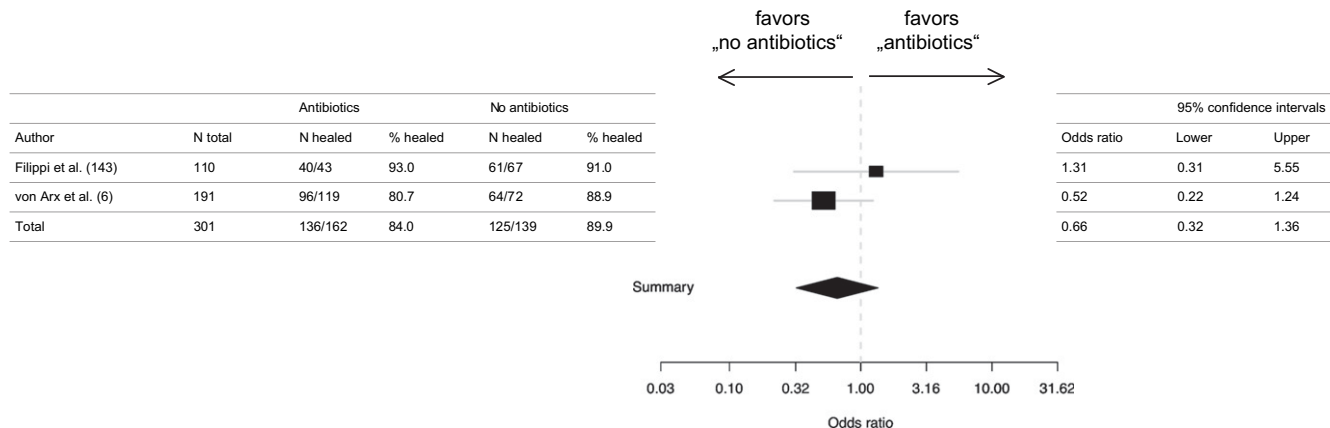 favors favors
„no antibiotics“ „antibiotics“
Antibiotics No antibiotics 95% confidence intervals
Author N total N healed % healed N healed % healed Odds ratio Lower Upper
Filippi et al. (143) 110 40/43 93.0 61/67 91.0 1.31 0.31 5.55
von Arx et al. (6) 191 96/119 80.7 64/72 88.9 0.52 0.22 1.24
Total 301 136/162 84.0 125/139 89.9 0.66 0.32 1.36
Summary
0.03 0.10 0.32 1.00 3.16 10.00 31.62
Odds ratio